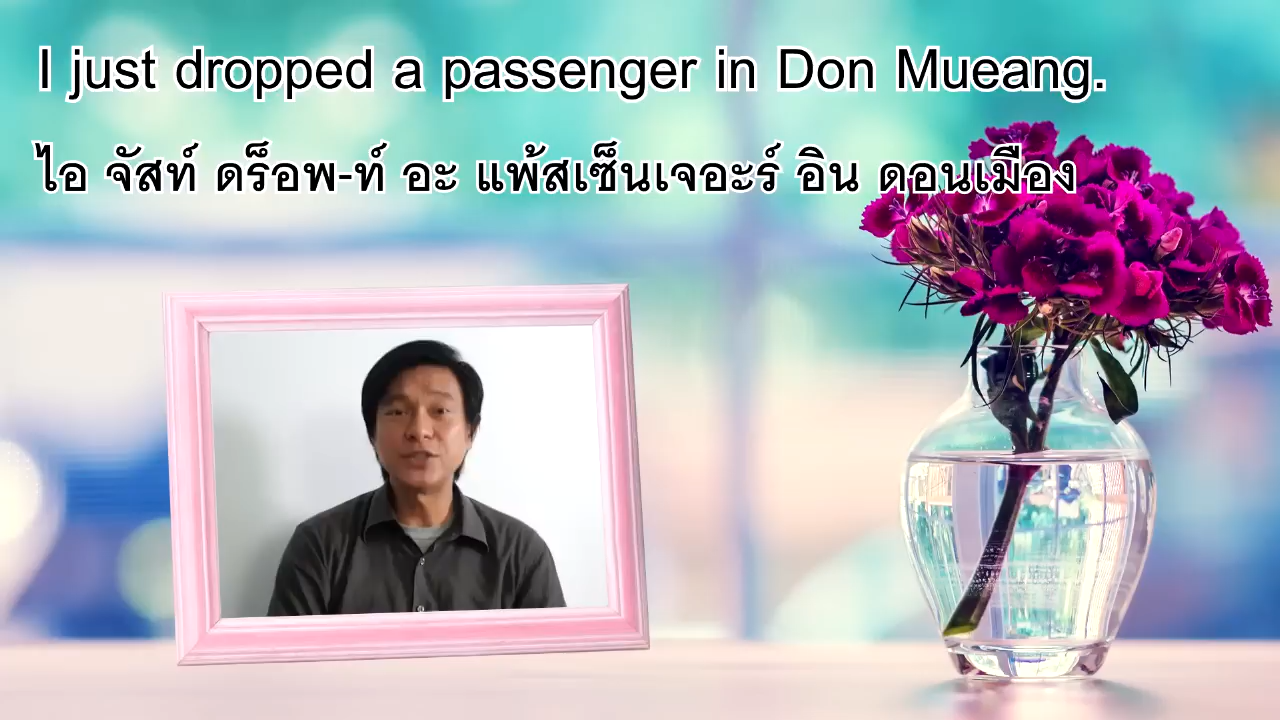 I just dropped a passenger in Don Mueang.
ไอ จัสท์ ดร็อพ-ท์ อะ แพ้สเซ็นเจอะร์ อิน ดอนเมือง